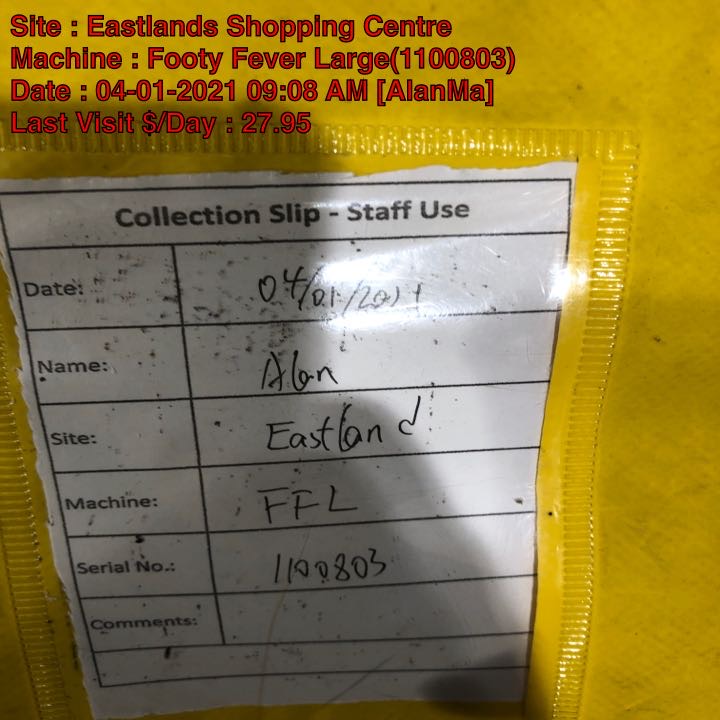 Site : Eastlands Shopping Centre
Machine : Footy Fever Large(1100803)
Date : 04-01-2021 09:08 AM [AlanMa]
Last Visit $/Day : 27.95
Collection Slip - Staff Use
Date: 04/01/2021
Name: Alan
Site: Eastland
Machine: FFL
Serial No.: 1100803
Comments: